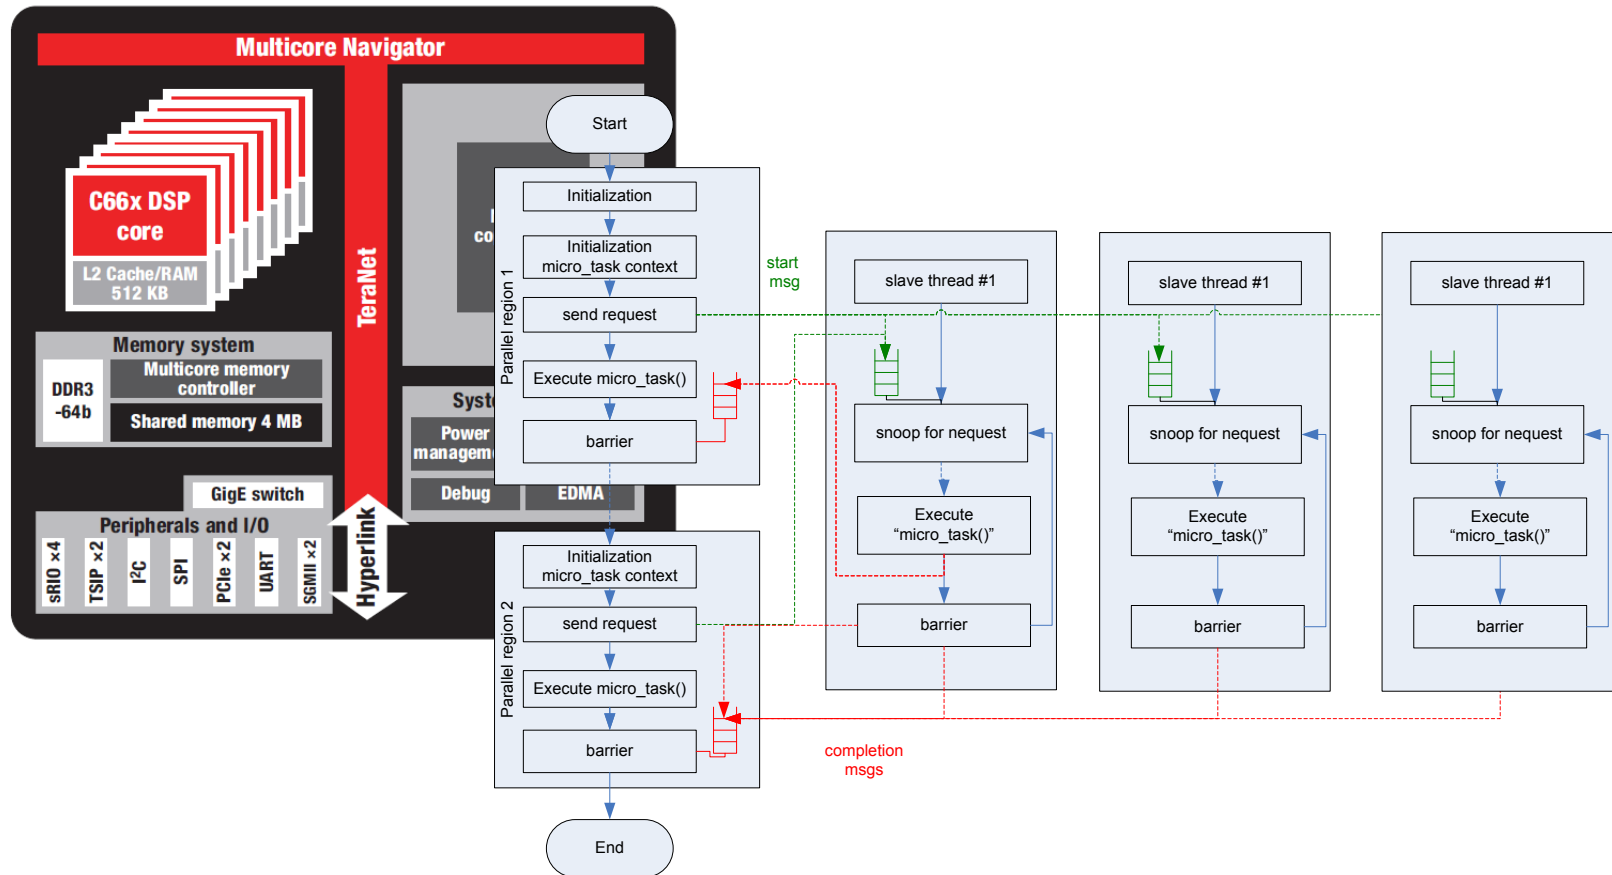 Multicore Navigator
TeraNet
C66x DSP
core
L2 Cache/RAM
512 KB
Memory system
DDR3
-64b
Multicore memory
controller
Shared memory 4 MB
GigE switch
Peripherals and I/O
sRIO ×4
TSIP ×2
I²C
SPI
PCIe ×2
UART
SGMII ×2
Hyperlink
Power
Debug
EDMA
Start
Parallel region 1
Initialization
Initialization
micro_task context
send request
Execute micro_task()
barrier
Parallel region 2
Initialization
micro_task context
send request
Execute micro_task()
barrier
End
start
msg
slave thread #1
snoop for nequest
Execute
“micro_task()”
barrier
slave thread #1
snoop for nequest
Execute
“micro_task()”
barrier
slave thread #1
snoop for nequest
Execute
“micro_task()”
barrier
completion
msgs